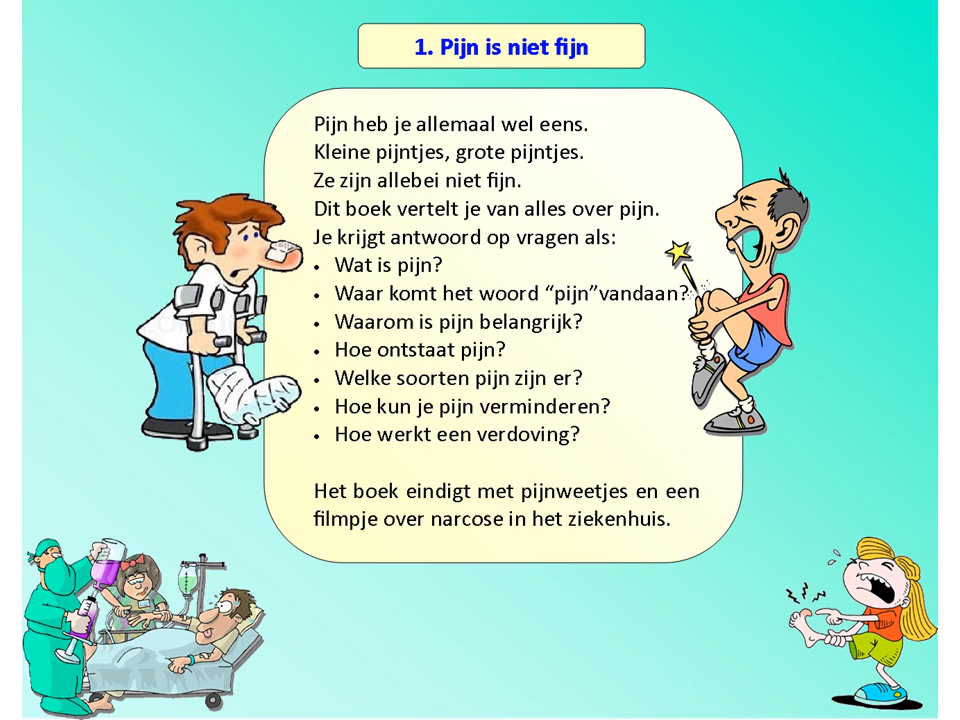 1. Pijn is niet fijn
Pijn heb je allemaal wel eens.
Kleine pijntjes, grote pijntjes.
Ze zijn allebei niet fijn.
Dit boek vertelt je van alles over pijn.
Je krijgt antwoord op vragen als:
• Wat is pijn?
• Waar komt het woord “pijn”vandaan?
• Waarom is pijn belangrijk?
• Hoe ontstaat pijn?
• Welke soorten pijn zijn er?
• Hoe kun je pijn verminderen?
• Hoe werkt een verdoving?
Het boek eindigt met pijnweetjes en een
filmpje over narcose in het ziekenhuis.